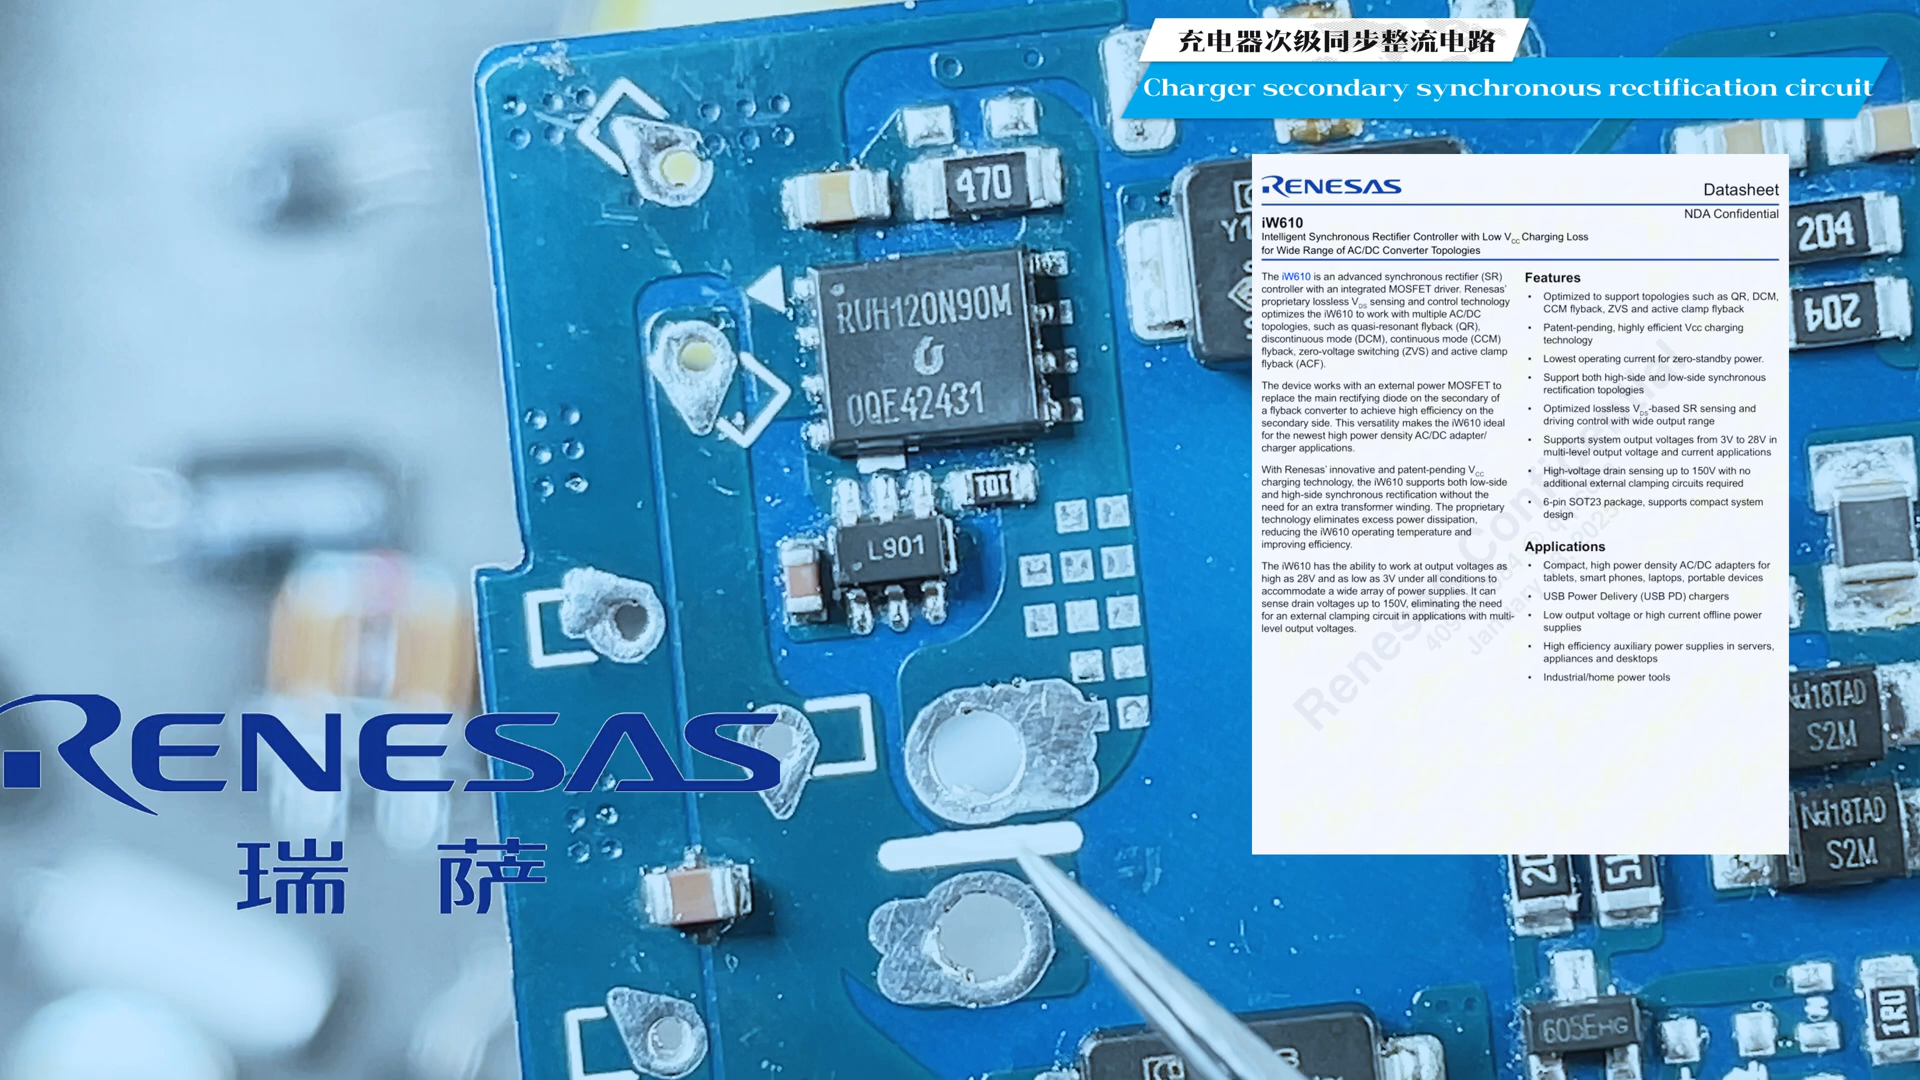 充电器次级同步整流电路
Charger secondary synchronous rectification circuit
470
RUH120N90M
0QE42431
101
L901
RENESAS
瑞 萨
RENESAS
Datasheet
NDA Confidential
iW610
Intelligent Synchronous Rectifier Controller with Low VCC Charging Loss
for Wide Range of AC/DC Converter Topologies
The iW610 is an advanced synchronous rectifier (SR)
controller with an integrated MOSFET driver. Renesas'
proprietary lossless VDS sensing and control technology
optimizes the iW610 to work with multiple AC/DC
topologies, such as quasi-resonant flyback (QR),
discontinuous mode (DCM), continuous mode (CCM)
flyback, zero-voltage switching (ZVS) and active clamp
flyback (ACF).
The device works with an external power MOSFET to
replace the main rectifying diode on the secondary of
a flyback converter to achieve high efficiency on the
secondary side. This versatility makes the iW610 ideal
for the newest high power density AC/DC adapter/
charger applications.
With Renesas' innovative and patent-pending VCC
charging technology, the iW610 supports both low-side
and high-side synchronous rectification without the
need for an extra transformer winding. The proprietary
technology eliminates excess power dissipation,
reducing the iW610 operating temperature and
improving efficiency.
The iW610 has the ability to work at output voltages as
high as 28V and as low as 3V under all conditions to
accommodate a wide array of power supplies. It can
sense drain voltages up to 150V, eliminating the need
for an external clamping circuit in applications with multi-
level output voltages.
Features
• Optimized to support topologies such as QR, DCM,
CCM flyback, ZVS and active clamp flyback
• Patent-pending, highly efficient Vcc charging
technology
• Lowest operating current for zero-standby power.
• Support both high-side and low-side synchronous
rectification topologies
• Optimized lossless VDS-based SR sensing and
driving control with wide output range
• Supports system output voltages from 3V to 28V in
multi-level output voltage and current applications
• High-voltage drain sensing up to 150V with no
additional external clamping circuits required
• 6-pin SOT23 package, supports compact system
design
Applications
• Compact, high power density AC/DC adapters for
tablets, smart phones, laptops, portable devices
• USB Power Delivery (USB PD) chargers
• Low output voltage or high current offline power
supplies
• High efficiency auxiliary power supplies in servers,
appliances and desktops
• Industrial/home power tools
204
204
18TAD
S2M
18TAD
S2M
605EHG
1R0